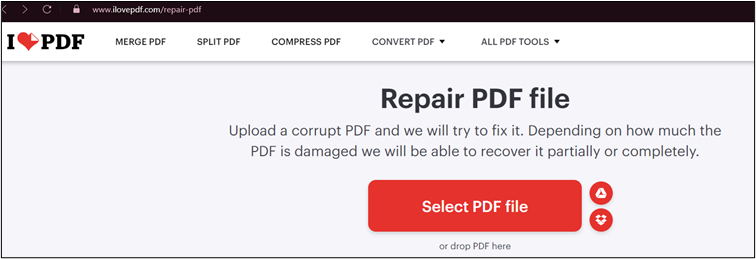 www.ilovepdf.com/repair-pdf
I PDF MERGE PDF SPLIT PDF COMPRESS PDF CONVERT PDF ALL PDF TOOLS
Repair PDF file
Upload a corrupt PDF and we will try to fix it. Depending on how much the
PDF is damaged we will be able to recover it partially or completely.
Select PDF file
or drop PDF here